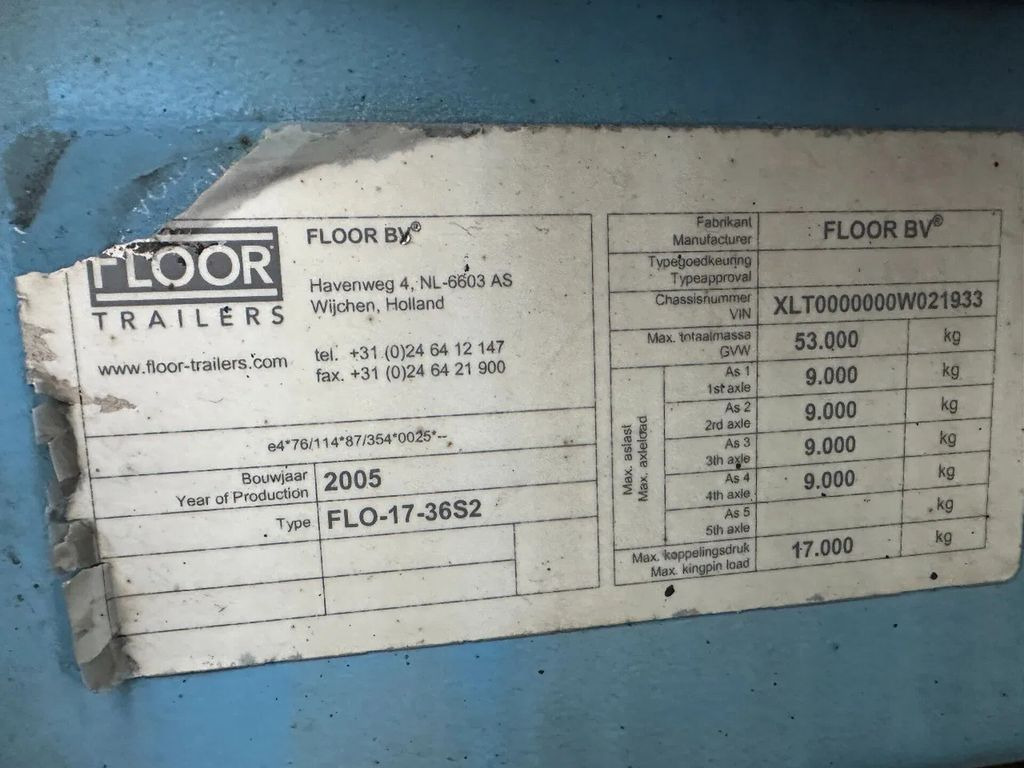 FLOOR
TRAILERS
www.floor-trailers.com
FLOOR BV®
Havenweg 4, NL-6603 AS
Wijchen, Holland
tel. +31 (0)24 64 12 147
fax. +31 (0)24 64 21 900
e4*76/114*87/354*0025*--
Bouwjaar
Year of Production 2005
Type FLO-17-36S2
Fabrikant
Manufacturer FLOOR BV®
Typegoedkeuring
Typeapproval
Chassisnummer
VIN XLT0000000W021933
Max. totaalmassa
GVW 53.000 kg
Max. aslast
Max. axleload
As 1
1st axle 9.000 kg
As 2
2rd axle 9.000 kg
As 3
3th axle 9.000 kg
As 4
4th axle 9.000 kg
As 5
5th axle kg
Max. koppelingsdruk
Max. kingpin load 17.000 kg